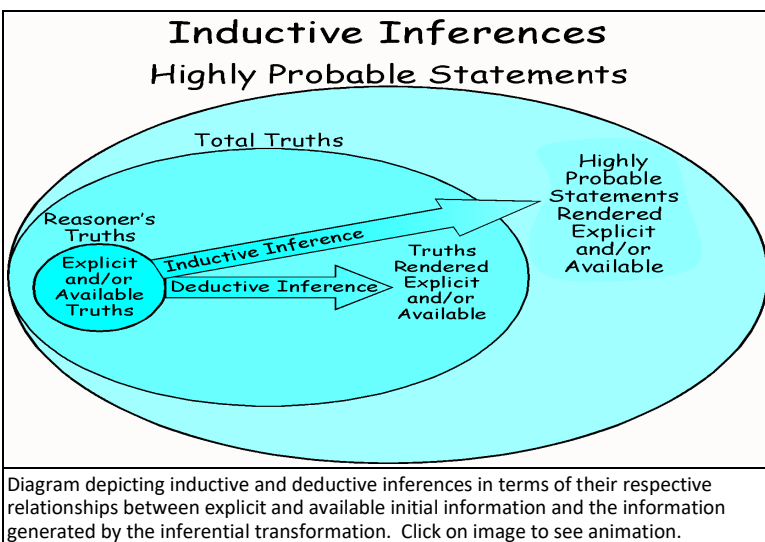 Inductive Inferences
Highly Probable Statements
Total Truths
Reasoner's
Truths
Explicit
and/or
Available
Truths
Inductive Inference
Deductive Inference
Truths
Rendered
Explicit
and/or
Available
Highly
Probable
Statements
Rendered
Explicit
and/or
Available
Diagram depicting inductive and deductive inferences in terms of their respective
relationships between explicit and available initial information and the information
generated by the inferential transformation.  Click on image to see animation.